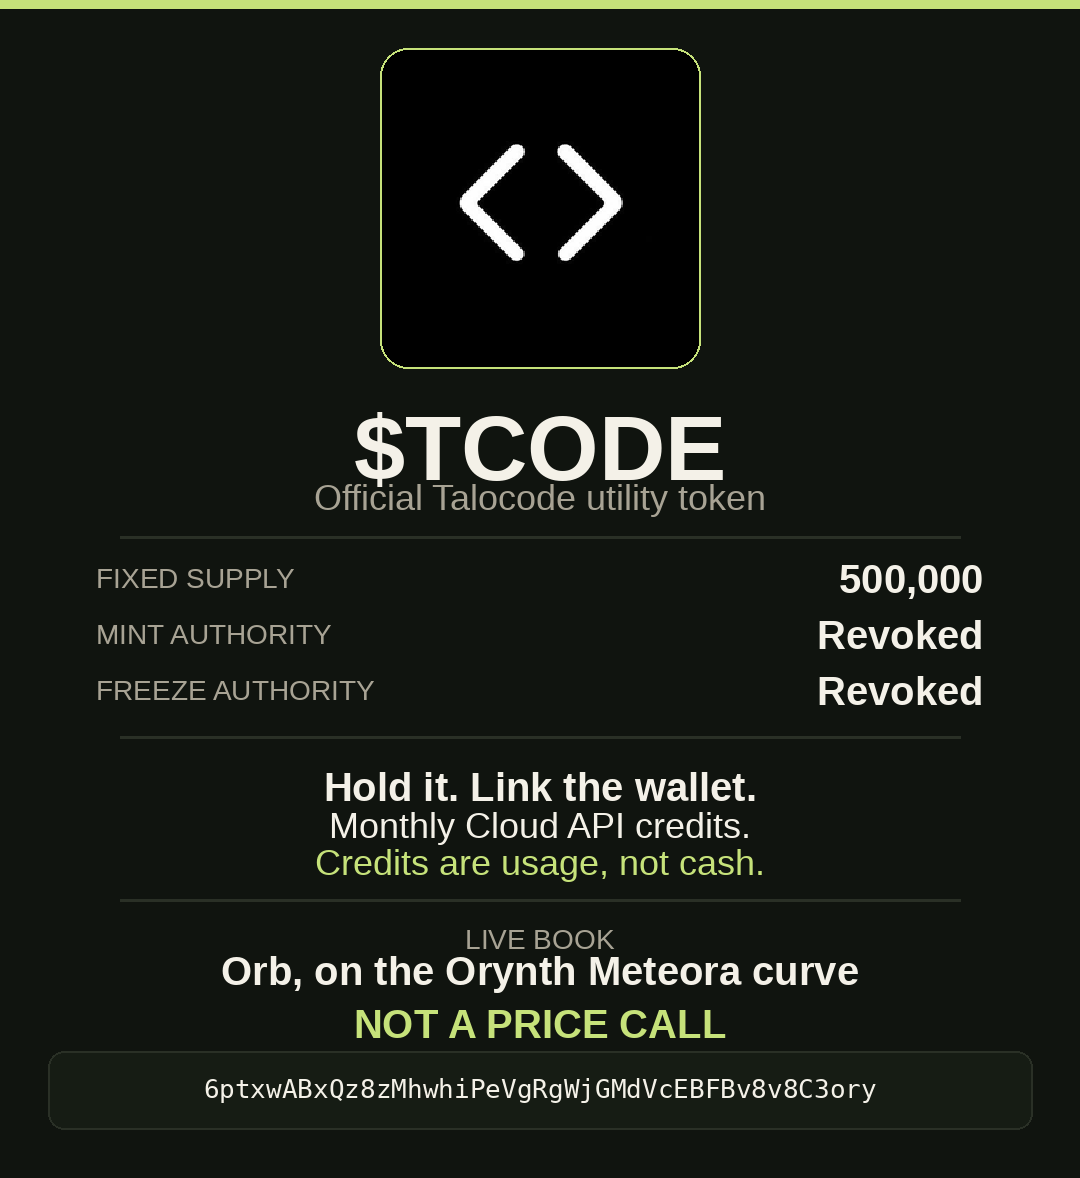 $TCODE
Official Talocode utility token
FIXED SUPPLY 500,000
MINT AUTHORITY Revoked
FREEZE AUTHORITY Revoked
Hold it. Link the wallet.
Monthly Cloud API credits.
Credits are usage, not cash.
LIVE BOOK
Orb, on the Orynth Meteora curve
NOT A PRICE CALL
6ptxwABxQz8zMhwhiPeVgRgWjGMdVcEBFBv8v8C3ory